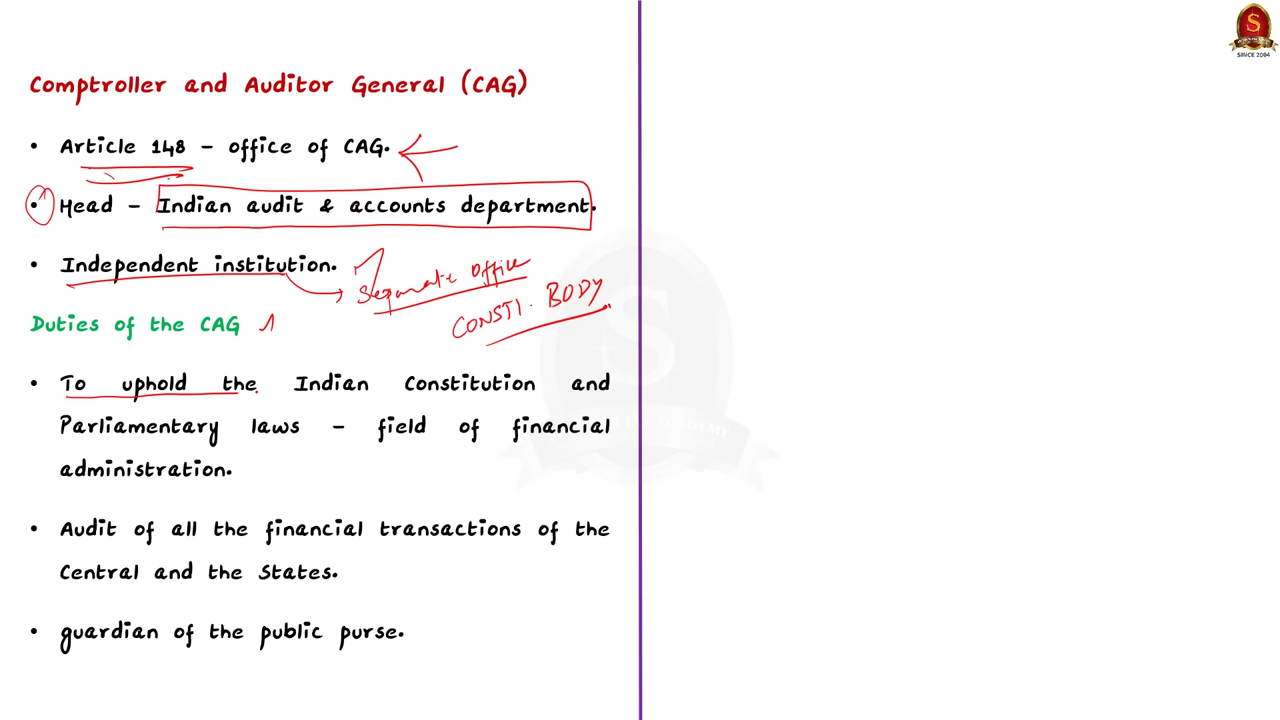 Comptroller and Auditor General (CAG)
• Article 148 – office of CAG.
• Head – Indian audit & accounts department.
• Independent institution.
Separate office
CONSTI. BODY
Duties of the CAG
• To uphold the Indian Constitution and
Parliamentary laws – field of financial
administration.
• Audit of all the financial transactions of the
Central and the States.
• guardian of the public purse.
S
SINCE 2004